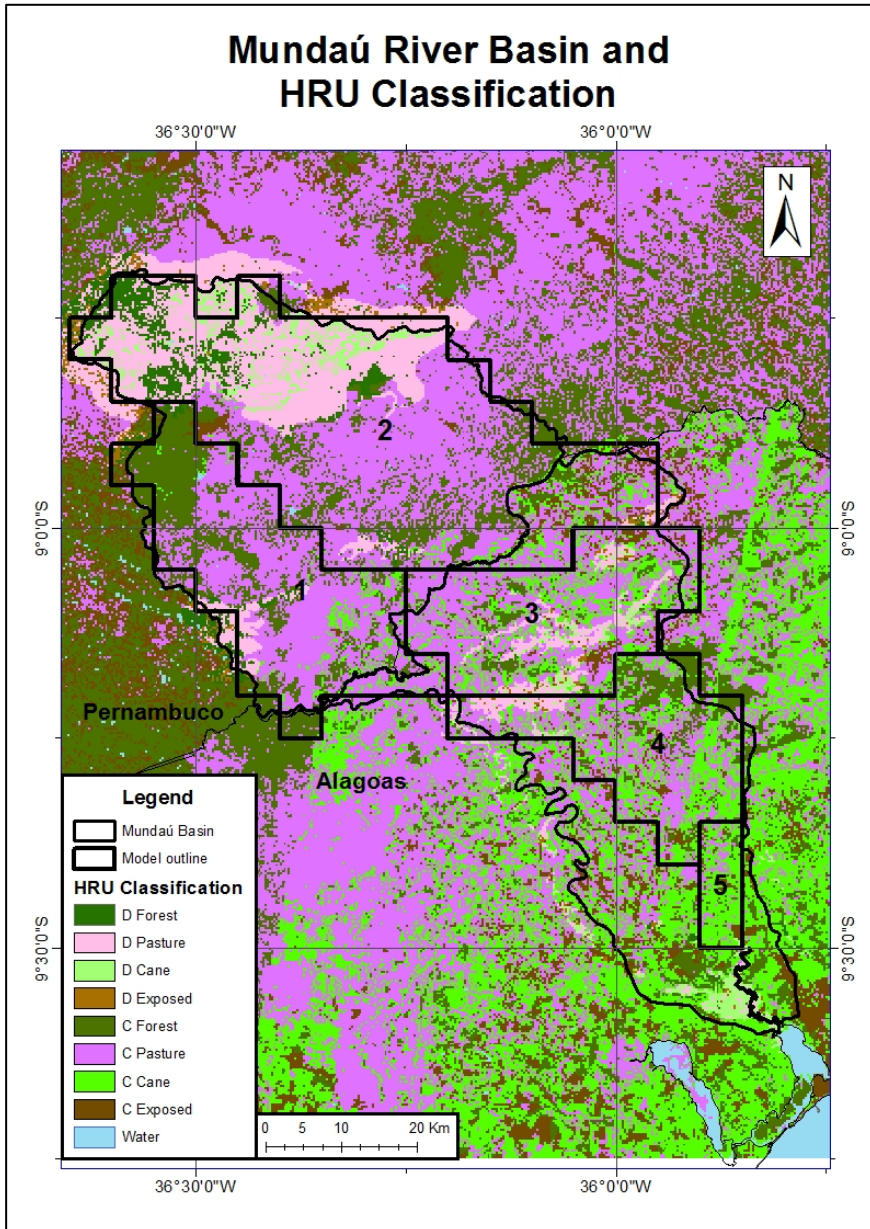 Mundaú River Basin and
HRU Classification
36°30'0"W
36°0'0"W
N
2
9°0'0"S
9°0'0"S
1
3
Pernambuco
4
Alagoas
5
Legend
Mundaú Basin
Model outline
HRU Classification
D Forest
D Pasture
D Cane
D Exposed
C Forest
C Pasture
C Cane
C Exposed
Water
9°30'0"S
9°30'0"S
0 5 10 20 Km
36°30'0"W
36°0'0"W